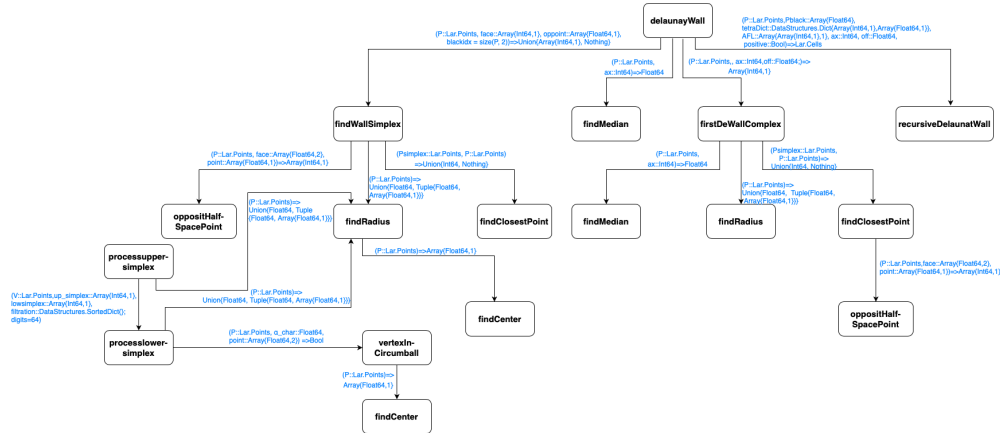 delaunayWall
(P::Lar.Points, face::Array{Int64,1}, oppoint::Array{Float64,1},
blackidx = size(P, 2))=>Union{Array{Int64,1}, Nothing}
(P::Lar.Points,Pblack::Array{Float64},
tetraDict::DataStructures.Dict{Array{Int64,1},Array{Float64,1}},
AFL::Array{Array{Int64,1},1}, ax::Int64, off::Float64,
positive::Bool)=>Lar.Cells
(P::Lar.Points,
ax::Int64)=>Float64
(P::Lar.Points,, ax::Int64,off::Float64;)=>
Array{Int64,1}
findWallSimplex
findMedian
firstDeWallComplex
recursiveDelaunatWall
(P::Lar.Points, face::Array{Float64,2},
point::Array{Float64,1})=>Array{Int64,1}
(Psimplex::Lar.Points, P::Lar.Points)
=>Union{Int64, Nothing}
(P::Lar.Points)=>
Union{Float64, Tuple{Float64,
Array{Float64,1}}}
(P::Lar.Points,
ax::Int64)=>Float64
(Psimplex::Lar.Points,
P::Lar.Points)=>
Union{Int64, Nothing}
(P::Lar.Points)=>
Union{Float64, Tuple{Float64,
Array{Float64,1}}}
(P::Lar.Points)=>
Union{Float64, Tuple
{Float64, Array{Float64,1}}}
oppositHalf-
SpacePoint
findRadius
findClosestPoint
findMedian
findRadius
findClosestPoint
processupper-
simplex
(P::Lar.Points)=>Array{Float64,1}
(P::Lar.Points,face::Array{Float64,2},
point::Array{Float64,1})=>Array{Int64,1}
(V::Lar.Points,up_simplex::Array{Int64,1},
lowsimplex::Array{Int64,1},
filtration::DataStructures.SortedDict{};
digits=64)
(P::Lar.Points)=>
Union{Float64, Tuple{Float64, Array{Float64,1}}}
findCenter
oppositHalf-
SpacePoint
processlower-
simplex
(P::Lar.Points, α_char::Float64,
point::Array{Float64,2}) =>Bool
vertexIn-
Circumball
(P::Lar.Points)=>
Array{Float64,1}
findCenter